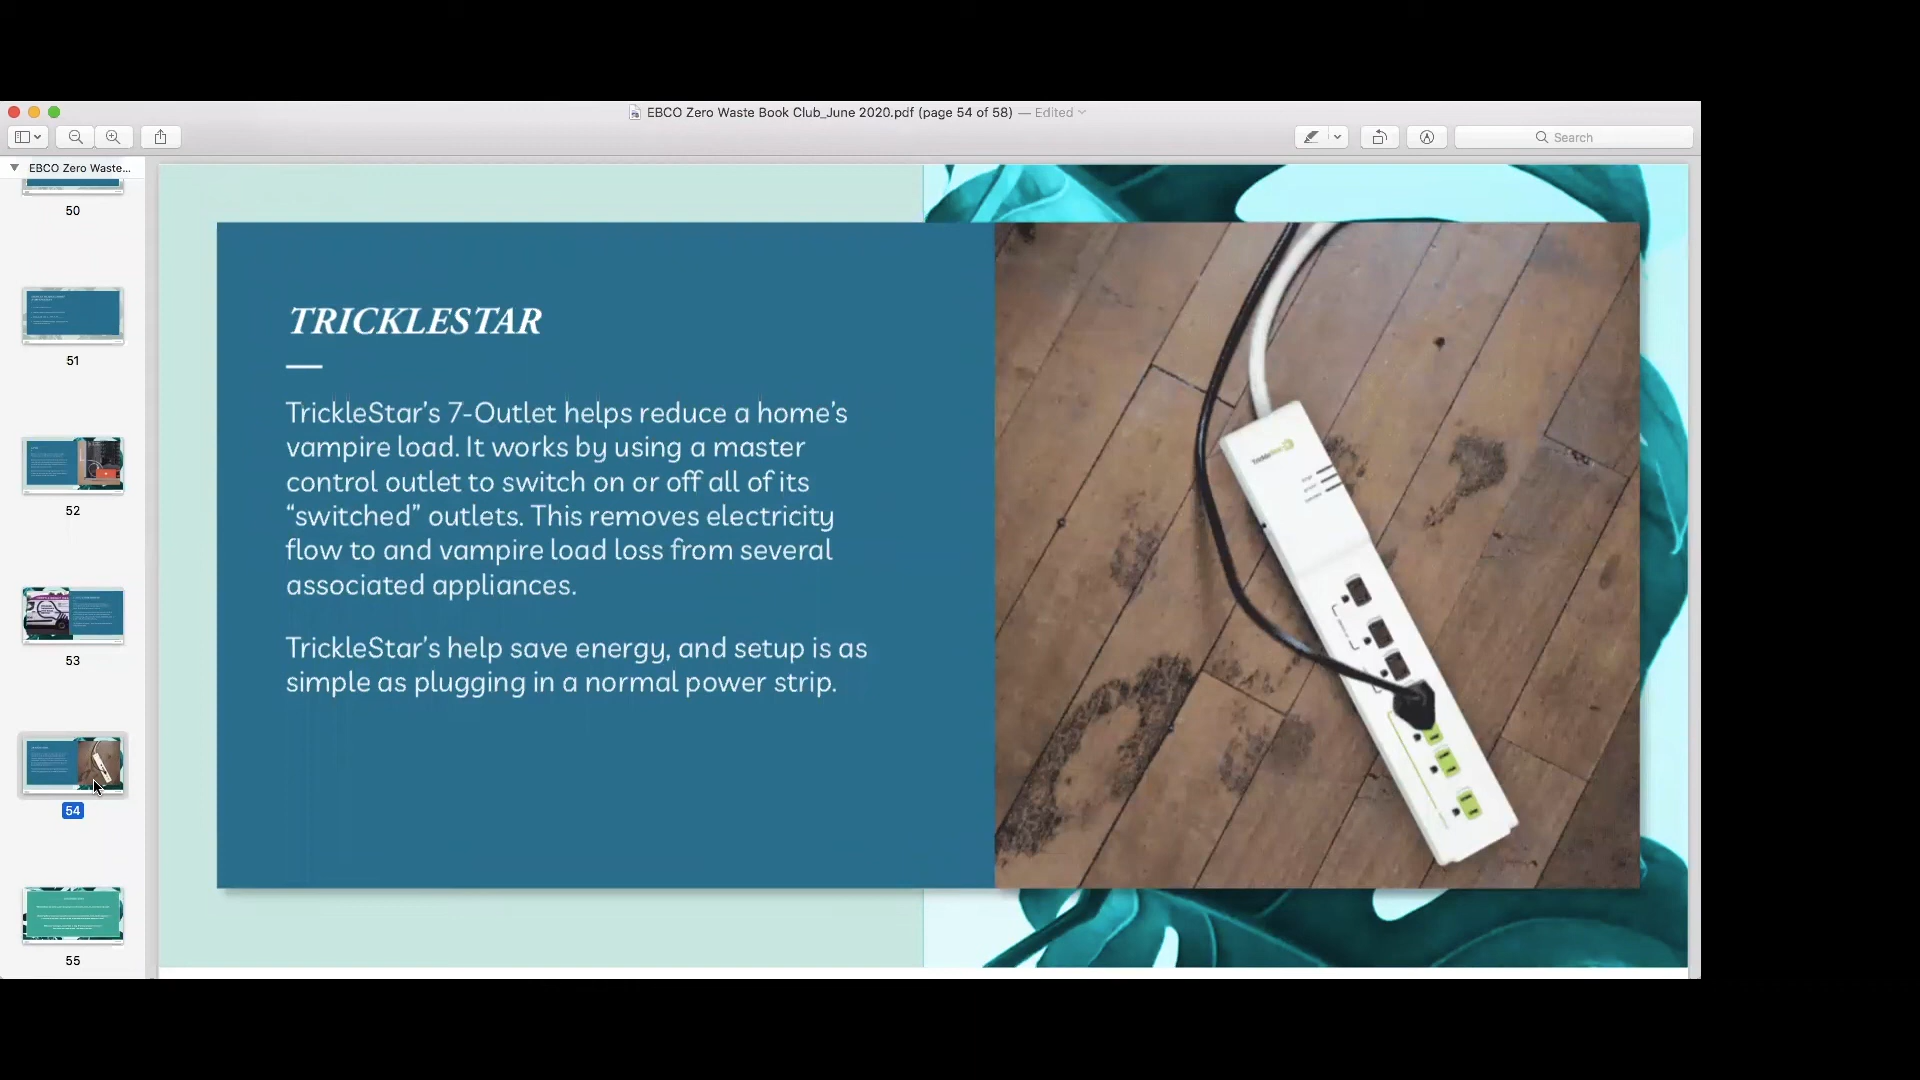 EBCO Zero Waste Book Club_June 2020.pdf (page 54 of 58) — Edited
Search
EBCO Zero Waste...
50
51
52
53
54
55
TRICKLESTAR
TrickleStar’s 7-Outlet helps reduce a home’s
vampire load. It works by using a master
control outlet to switch on or off all of its
“switched” outlets. This removes electricity
flow to and vampire load loss from several
associated appliances.
TrickleStar’s help save energy, and setup is as
simple as plugging in a normal power strip.
TrickleStar